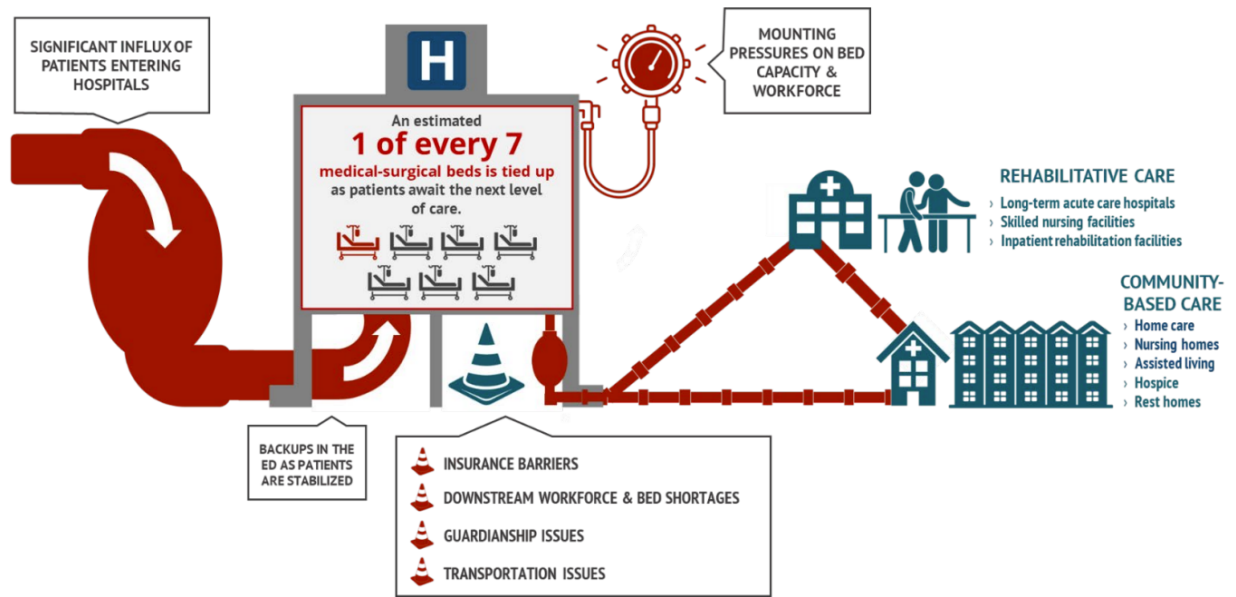 SIGNIFICANT INFLUX OF
PATIENTS ENTERING
HOSPITALS
H
MOUNTING
PRESSURES ON BED
CAPACITY &
WORKFORCE
An estimated
1 of every 7
medical-surgical beds is tied up
as patients await the next level
of care.
REHABILITATIVE CARE
› Long-term acute care hospitals
› Skilled nursing facilities
› Inpatient rehabilitation facilities
COMMUNITY-
BASED CARE
› Home care
› Nursing homes
› Assisted living
› Hospice
› Rest homes
BACKUPS IN THE
ED AS PATIENTS
ARE STABILIZED
INSURANCE BARRIERS
DOWNSTREAM WORKFORCE & BED SHORTAGES
GUARDIANSHIP ISSUES
TRANSPORTATION ISSUES